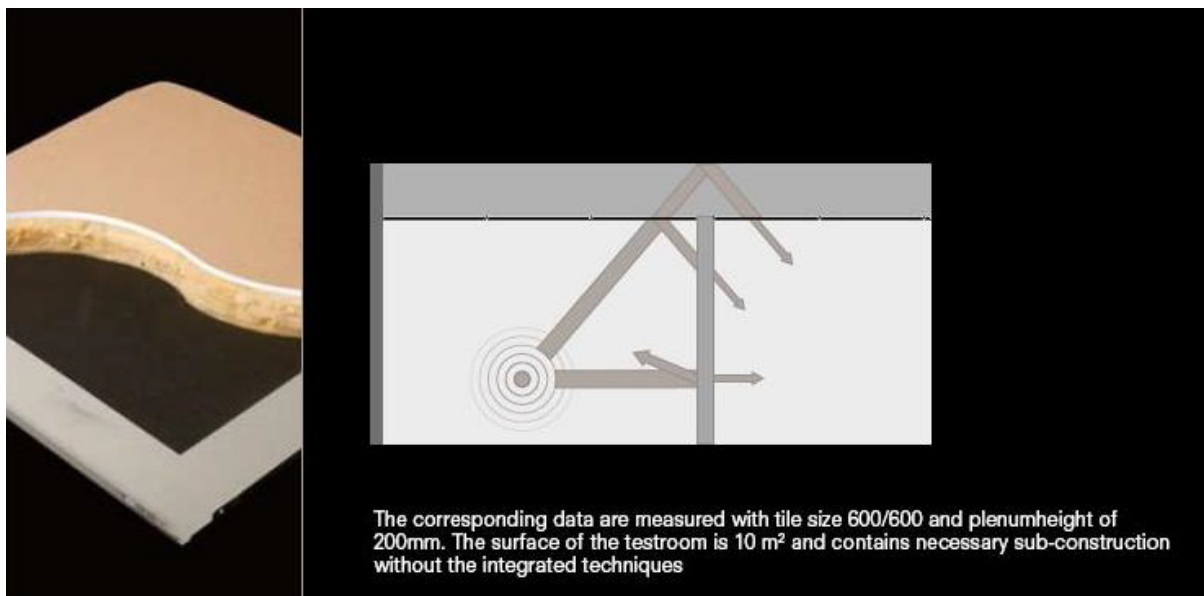 The corresponding data are measured with tile size 600/600 and plenumheight of
200mm. The surface of the testroom is 10 m² and contains necessary sub-construction
without the integrated techniques